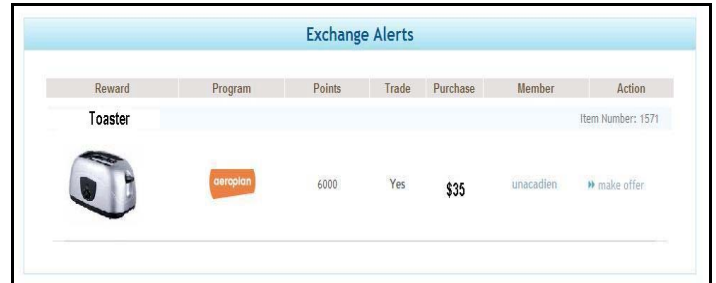 Exchange Alerts
Reward Program Points Trade Purchase Member Action
Toaster Item Number: 1571
aeroplan 6000 Yes $35 unacadien make offer